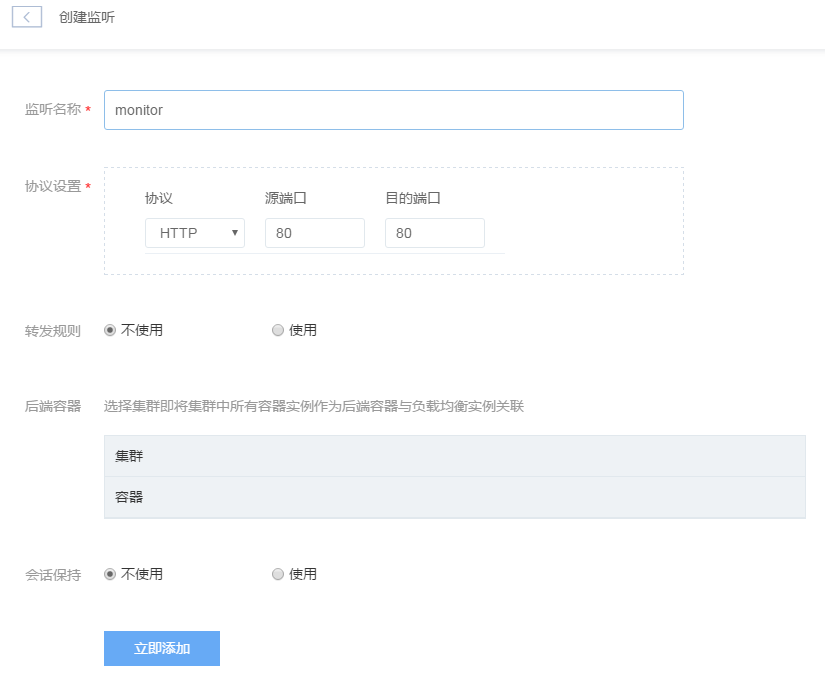 创建监听
监听名称 * monitor
协议设置 *
协议 源端口 目的端口
HTTP 80 80
转发规则 不使用 使用
后端容器 选择集群即将集群中所有容器实例作为后端容器与负载均衡实例关联
集群
容器
会话保持 不使用 使用
立即添加